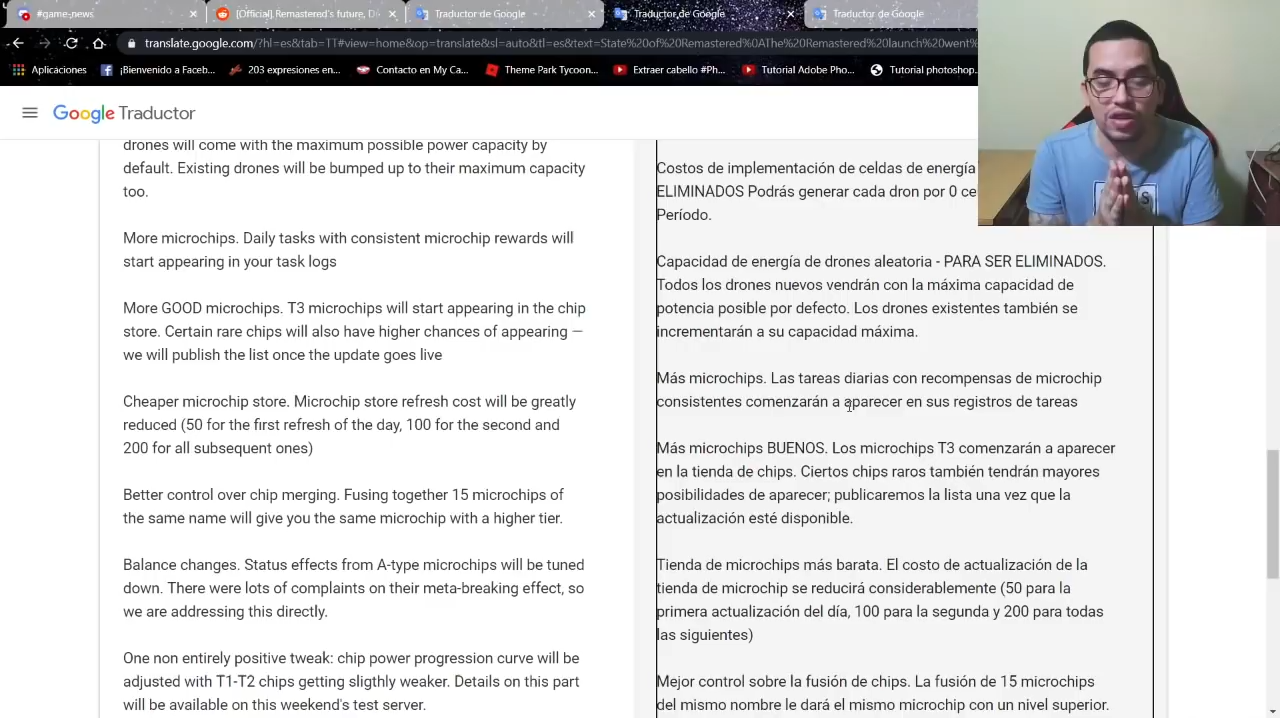 #game-news
[Official] Remastered's future, D
Traductor de Google
Traductor de Google
Traductor de Google
translate.google.com/?hl=es&tab=TT#view=home&op=translate&sl=auto&tl=es&text=State%20of%20Remastered%0AThe%20Remastered%20launch%20went%
Aplicaciones
¡Bienvenido a Faceb...
203 expresiones en...
Contacto en My Ca...
Theme Park Tycoon...
Extraer cabello #Ph...
Tutorial Adobe Pho...
Tutorial photoshop...
Google Traductor
drones will come with the maximum possible power capacity by
default. Existing drones will be bumped up to their maximum capacity
too.
More microchips. Daily tasks with consistent microchip rewards will
start appearing in your task logs
More GOOD microchips. T3 microchips will start appearing in the chip
store. Certain rare chips will also have higher chances of appearing —
we will publish the list once the update goes live
Cheaper microchip store. Microchip store refresh cost will be greatly
reduced (50 for the first refresh of the day, 100 for the second and
200 for all subsequent ones)
Better control over chip merging. Fusing together 15 microchips of
the same name will give you the same microchip with a higher tier.
Balance changes. Status effects from A-type microchips will be tuned
down. There were lots of complaints on their meta-breaking effect, so
we are addressing this directly.
One non entirely positive tweak: chip power progression curve will be
adjusted with T1-T2 chips getting sligthly weaker. Details on this part
will be available on this weekend's test server.
Costos de implementación de celdas de energía
ELIMINADOS Podrás generar cada dron por 0 ce
Período.
Capacidad de energía de drones aleatoria - PARA SER ELIMINADOS.
Todos los drones nuevos vendrán con la máxima capacidad de
potencia posible por defecto. Los drones existentes también se
incrementarán a su capacidad máxima.
Más microchips. Las tareas diarias con recompensas de microchip
consistentes comenzarán a aparecer en sus registros de tareas
Más microchips BUENOS. Los microchips T3 comenzarán a aparecer
en la tienda de chips. Ciertos chips raros también tendrán mayores
posibilidades de aparecer; publicaremos la lista una vez que la
actualización esté disponible.
Tienda de microchips más barata. El costo de actualización de la
tienda de microchip se reducirá considerablemente (50 para la
primera actualización del día, 100 para la segunda y 200 para todas
las siguientes)
Mejor control sobre la fusión de chips. La fusión de 15 microchips
del mismo nombre le dará el mismo microchip con un nivel superior.